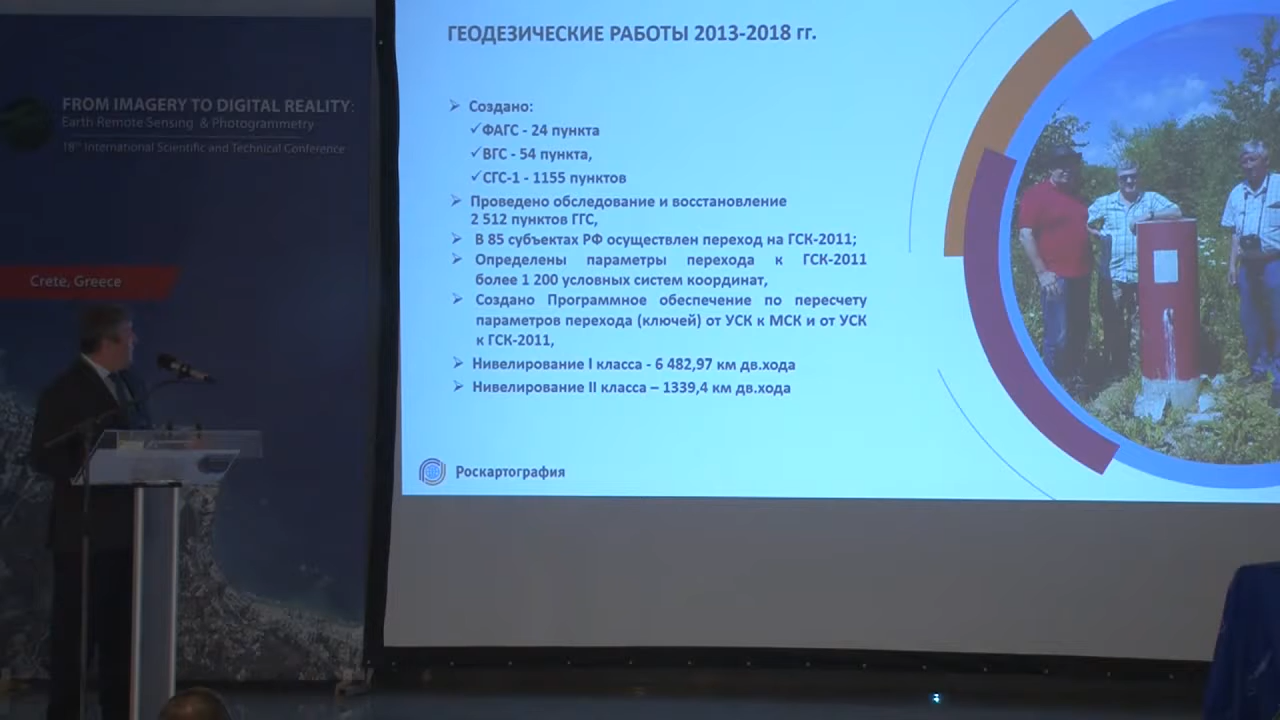 FROM IMAGERY TO DIGITAL REALITY:
Earth Remote Sensing & Photogrammetry
18th International Scientific and Technical Conference
Crete, Greece
ГЕОДЕЗИЧЕСКИЕ РАБОТЫ 2013-2018 гг.
Создано:
ФАГС - 24 пункта
ВГС - 54 пункта,
СГС-1 - 1155 пунктов
Проведено обследование и восстановление
2 512 пунктов ГГС,
В 85 субъектах РФ осуществлен переход на ГСК-2011;
Определены параметры перехода к ГСК-2011
более 1 200 условных систем координат,
Создано Программное обеспечение по пересчету
параметров перехода (ключей) от УСК к МСК и от УСК
к ГСК-2011,
Нивелирование I класса - 6 482,97 км дв.хода
Нивелирование II класса – 1339,4 км дв.хода
Роскартография